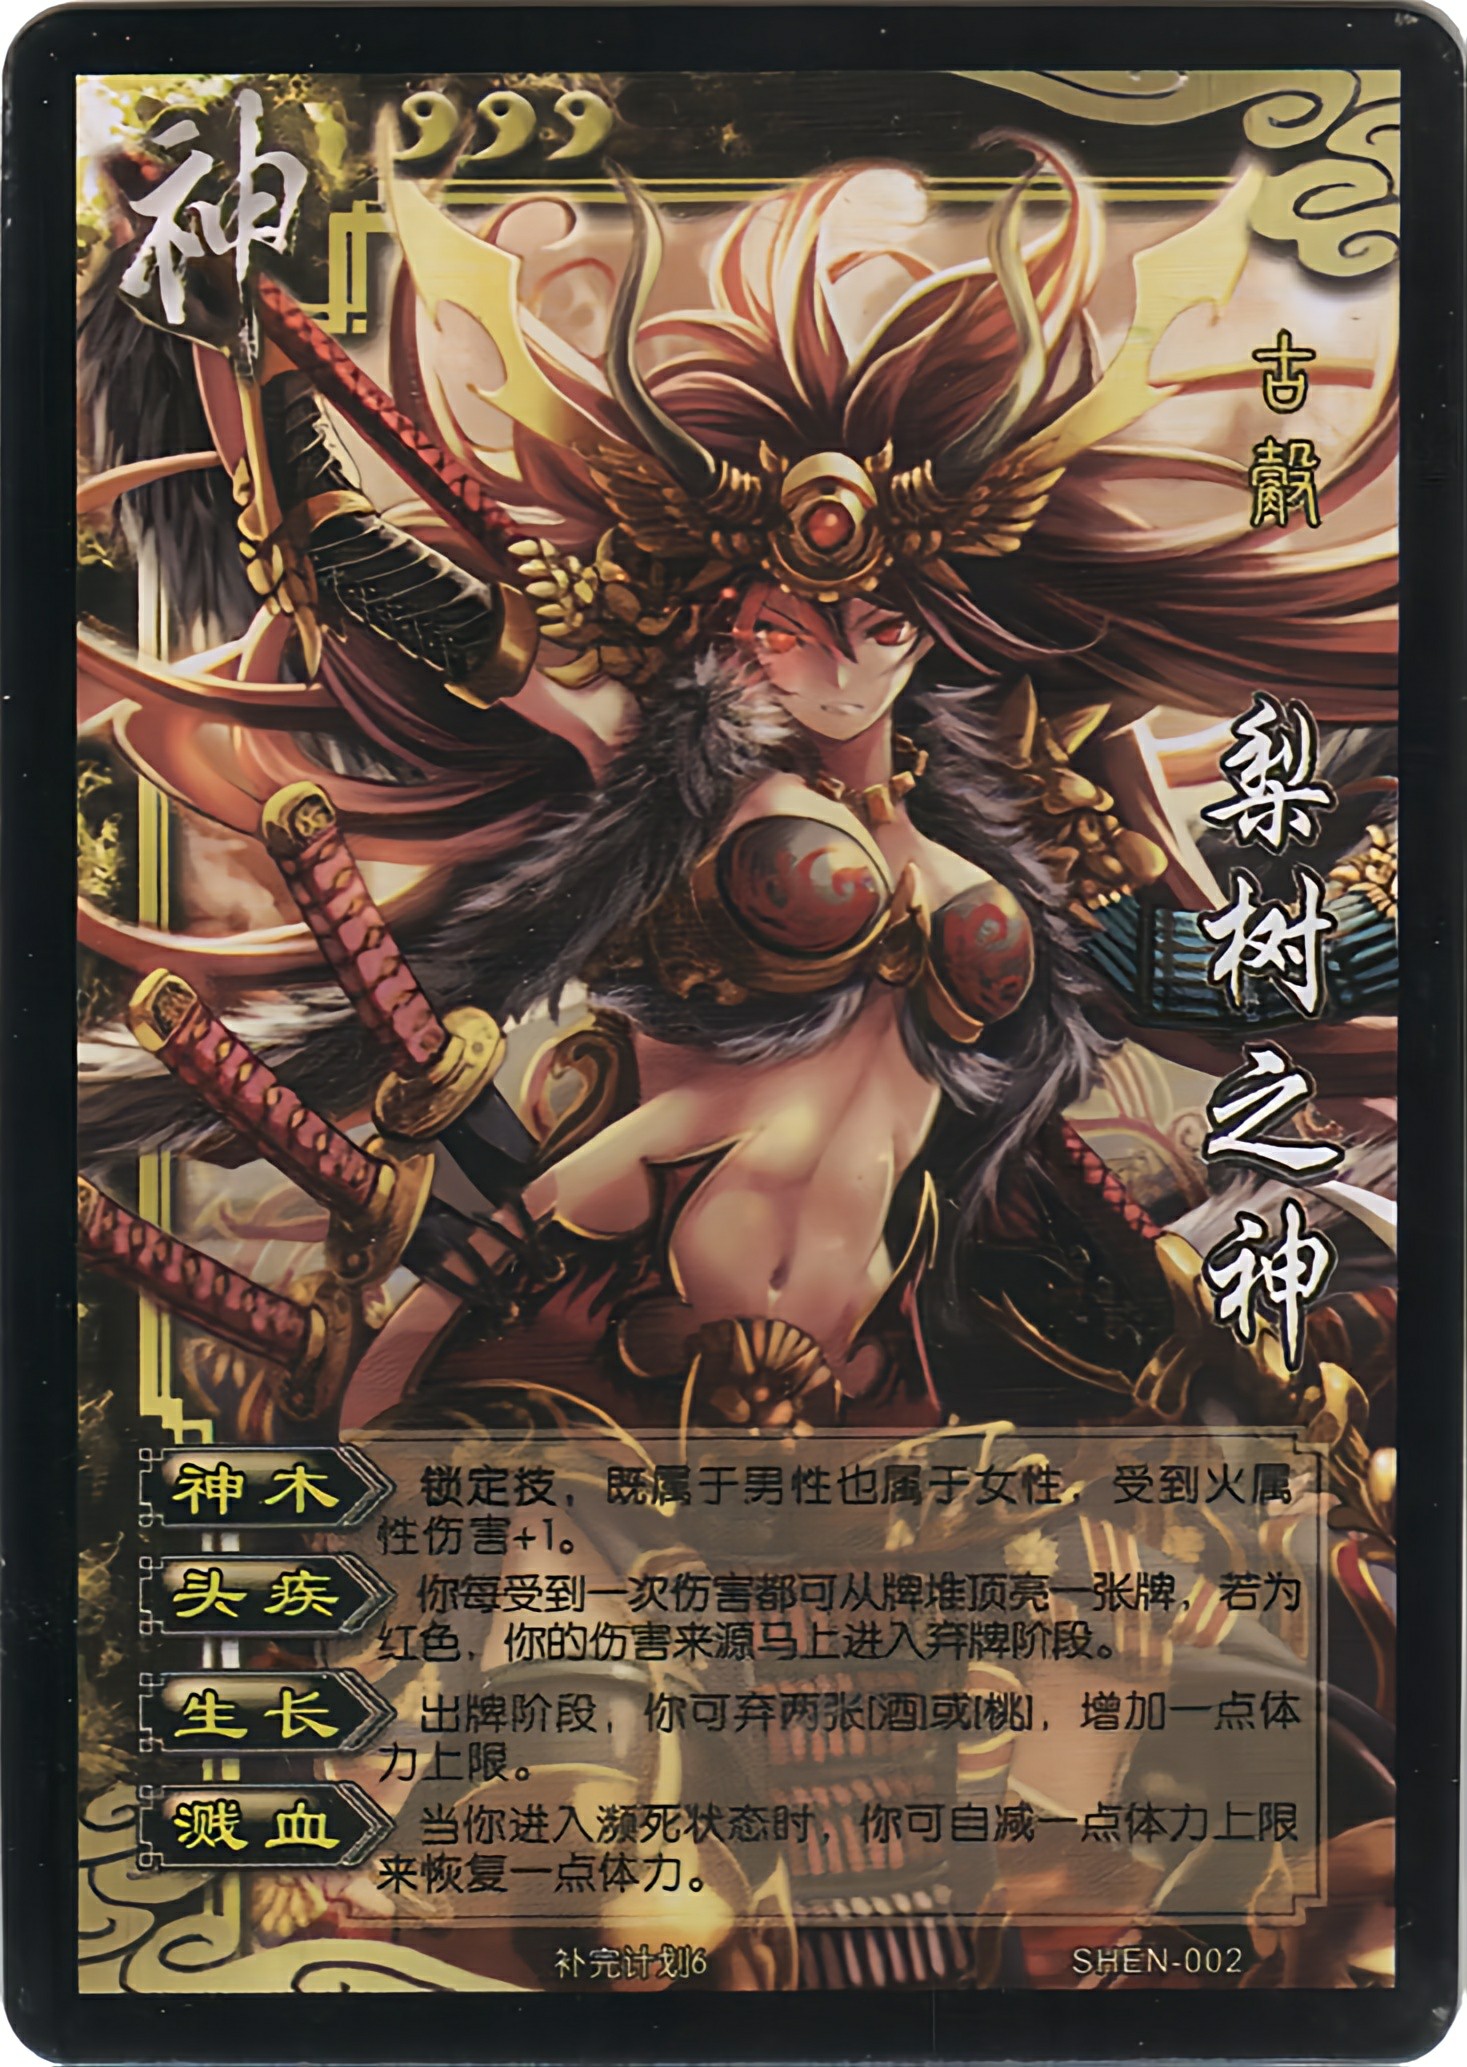 神
古
梨树之神
神木
锁定技，既属于男性也属于女性，受到火属
性伤害+1。
头疾
你每受到一次伤害都可从牌堆顶亮一张牌，若为
红色，你的伤害来源马上进入弃牌阶段。
生长
出牌阶段，你可弃两张[酒]或[桃]，增加一点体
力上限。
溅血
当你进入濒死状态时，你可自减一点体力上限
来恢复一点体力。
补完计划6
SHEN-002